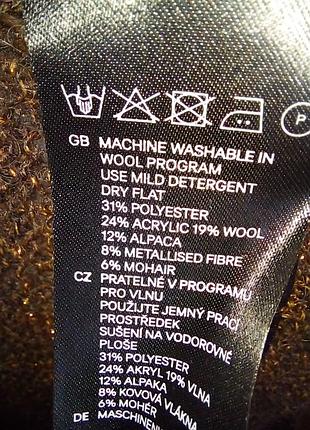 P
GB MACHINE WASHABLE IN
WOOL PROGRAM
USE MILD DETERGENT
DRY FLAT
31% POLYESTER
24% ACRYLIC 19% WOOL
12% ALPACA
8% METALLISED FIBRE
6% MOHAIR
CZ PRATELNÉ V PROGRAMU
PRO VLNU
POUŽIJTE JEMNÝ PRACÍ
PROSTŘEDEK
SUŠENÍ NA VODOROVNÉ
PLOŠE
31% POLYESTER
24% AKRYL 19% VLNA
12% ALPACA
8% KOVOVÁ VLÁKNA
6% MOHÉR
DE MASCHINEN